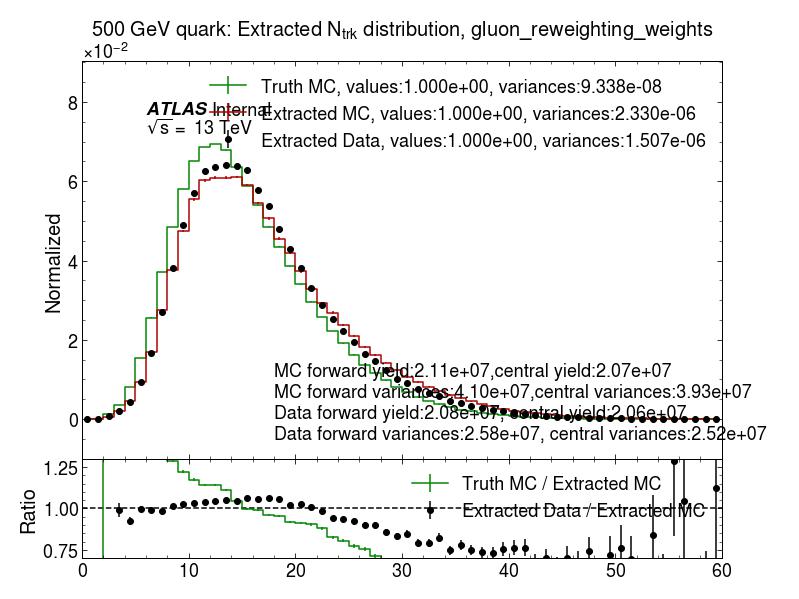 500 GeV quark: Extracted Ntrk distribution, gluon_reweighting_weights
×10−2
Truth MC, values:1.000e+00, variances:9.338e-08
ATLAS Internal
Extracted MC, values:1.000e+00, variances:2.330e-06
√s = 13 TeV
Extracted Data, values:1.000e+00, variances:1.507e-06
8
6
4
2
0
Normalized
MC forward yield:2.11e+07,central yield:2.07e+07
MC forward variances:4.10e+07,central variances:3.93e+07
Data forward yield:2.08e+07, central yield:2.06e+07
Data forward variances:2.58e+07, central variances:2.52e+07
1.25
1.00
0.75
Ratio
Truth MC / Extracted MC
Extracted Data / Extracted MC
0 10 20 30 40 50 60